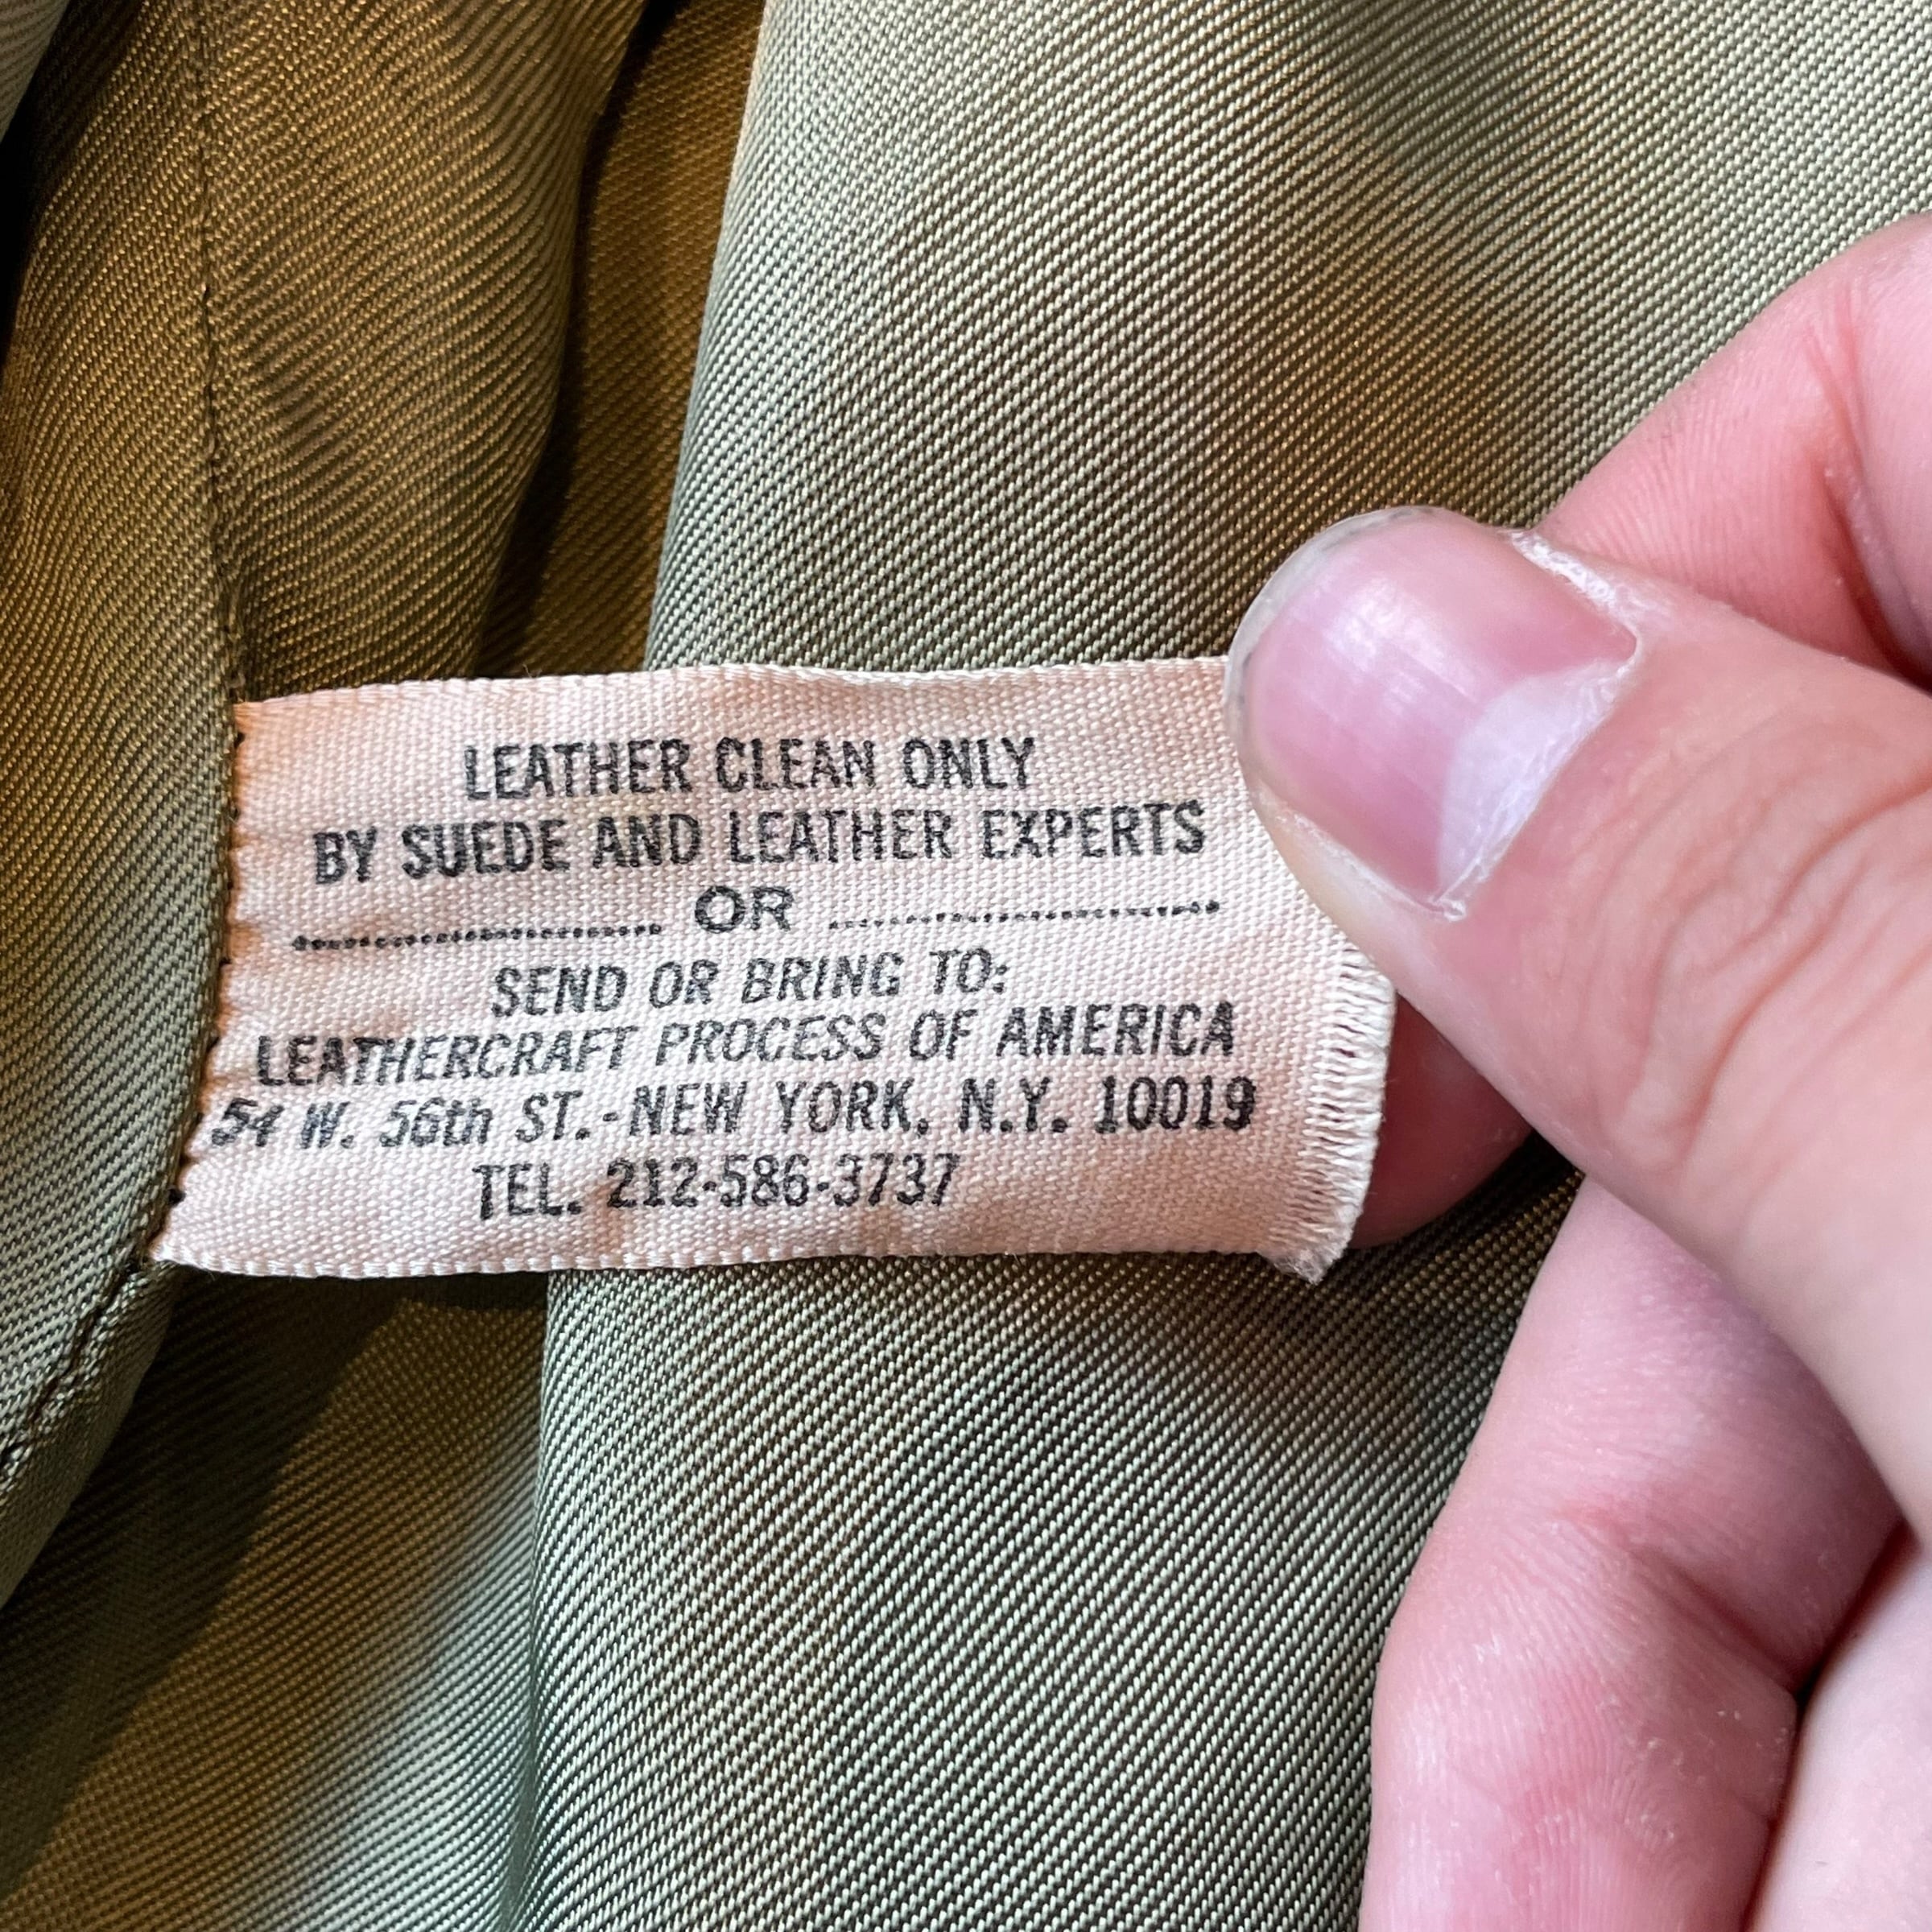 LEATHER CLEAN ONLY
BY SUEDE AND LEATHER EXPERTS
OR
SEND OR BRING TO:
LEATHERCRAFT PROCESS OF AMERICA
54 W. 56th ST.-NEW YORK, N.Y. 10019
TEL. 212-586-3737